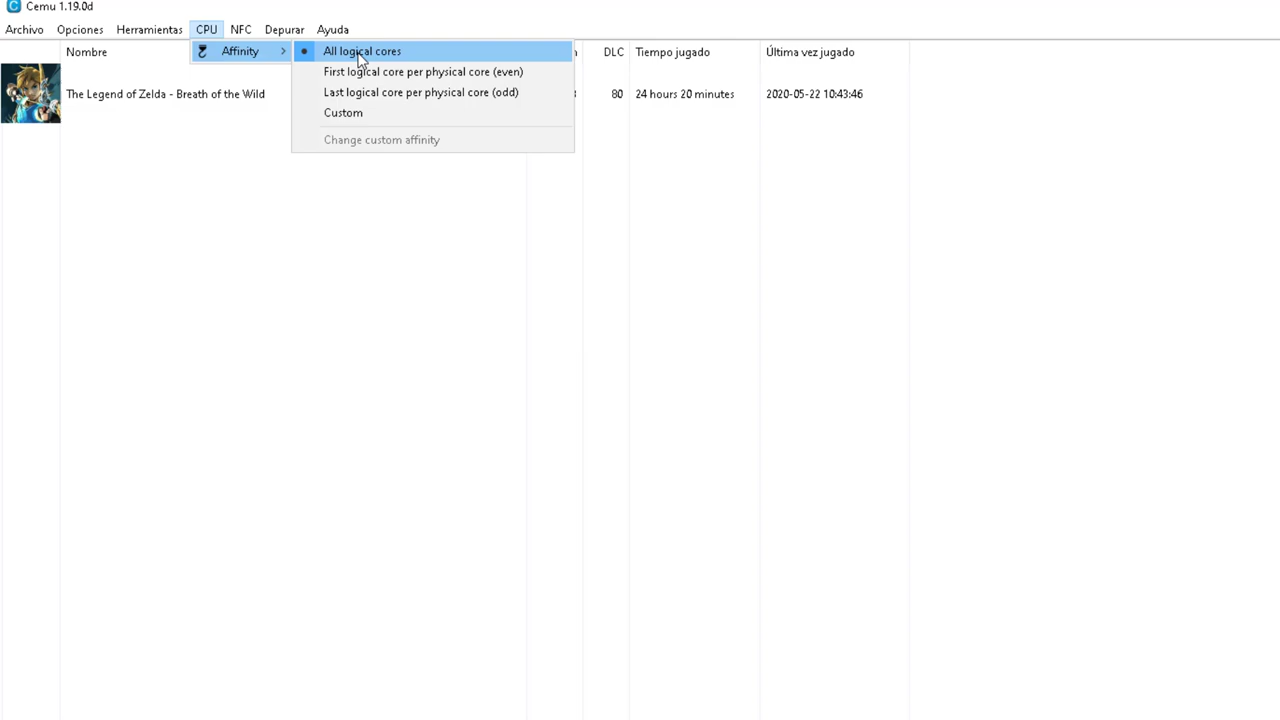 Cemu 1.19.0d
Archivo Opciones Herramientas CPU NFC Depurar Ayuda
Nombre DLC Tiempo jugado Última vez jugado
Affinity
All logical cores
First logical core per physical core (even)
Last logical core per physical core (odd)
Custom
Change custom affinity
The Legend of Zelda - Breath of the Wild 80 24 hours 20 minutes 2020-05-22 10:43:46